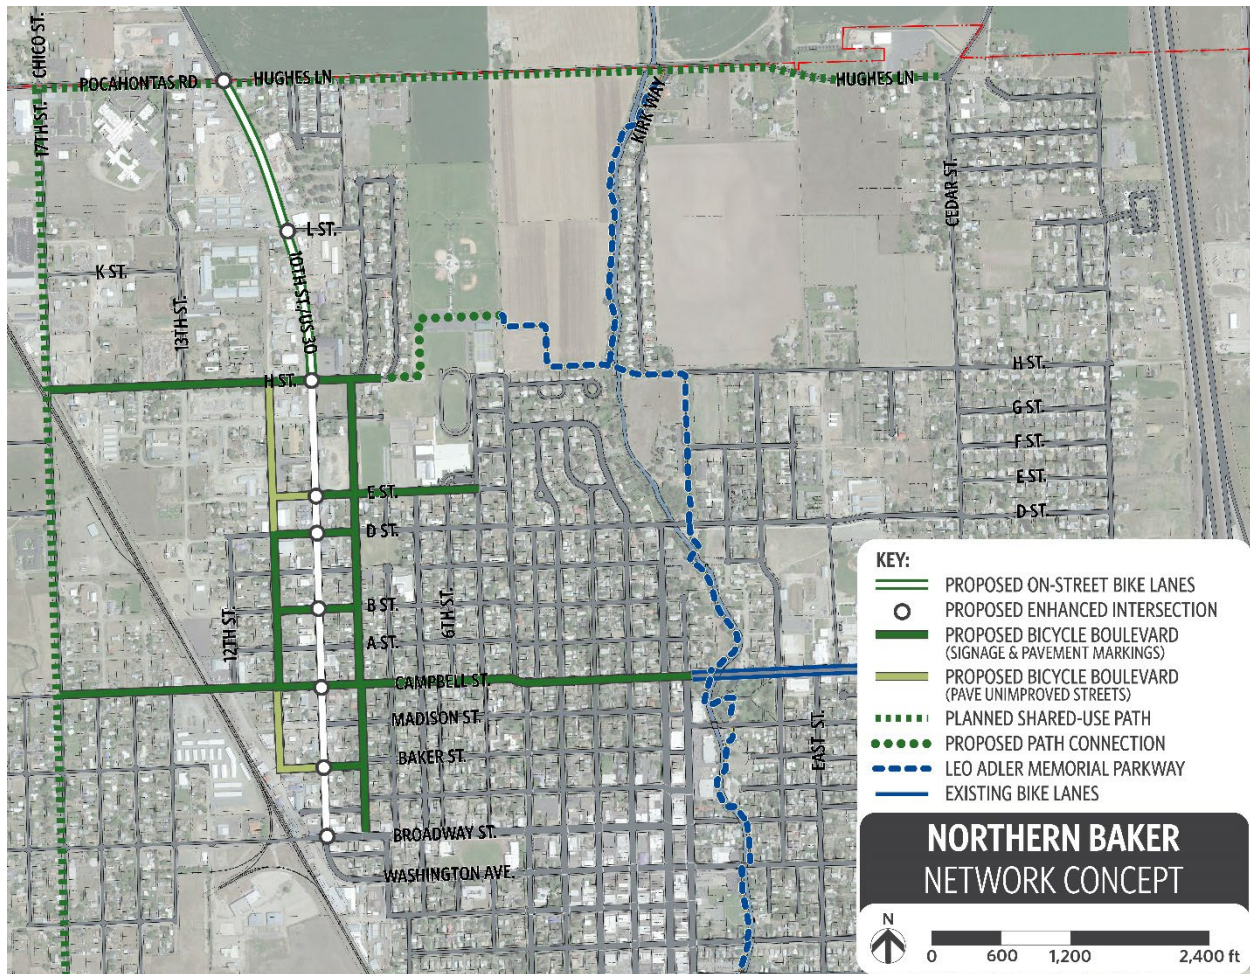 CHICO ST.
POCAHONTAS RD
HUGHES LN
HUGHES LN
17TH ST.
KIRK WAY
CEDAR ST.
L ST.
K ST.
10TH ST./US 30
13TH ST.
H ST.
H ST.
G ST.
F ST.
E ST.
E ST.
D ST.
D ST.
B ST.
6TH ST.
12TH ST.
A ST.
CAMPBELL ST.
MADISON ST.
EAST ST.
BAKER ST.
BROADWAY ST.
WASHINGTON AVE.
KEY:
PROPOSED ON-STREET BIKE LANES
PROPOSED ENHANCED INTERSECTION
PROPOSED BICYCLE BOULEVARD
(SIGNAGE & PAVEMENT MARKINGS)
PROPOSED BICYCLE BOULEVARD
(PAVE UNIMPROVED STREETS)
PLANNED SHARED-USE PATH
PROPOSED PATH CONNECTION
LEO ADLER MEMORIAL PARKWAY
EXISTING BIKE LANES
NORTHERN BAKER
NETWORK CONCEPT
N
0 600 1,200 2,400 ft